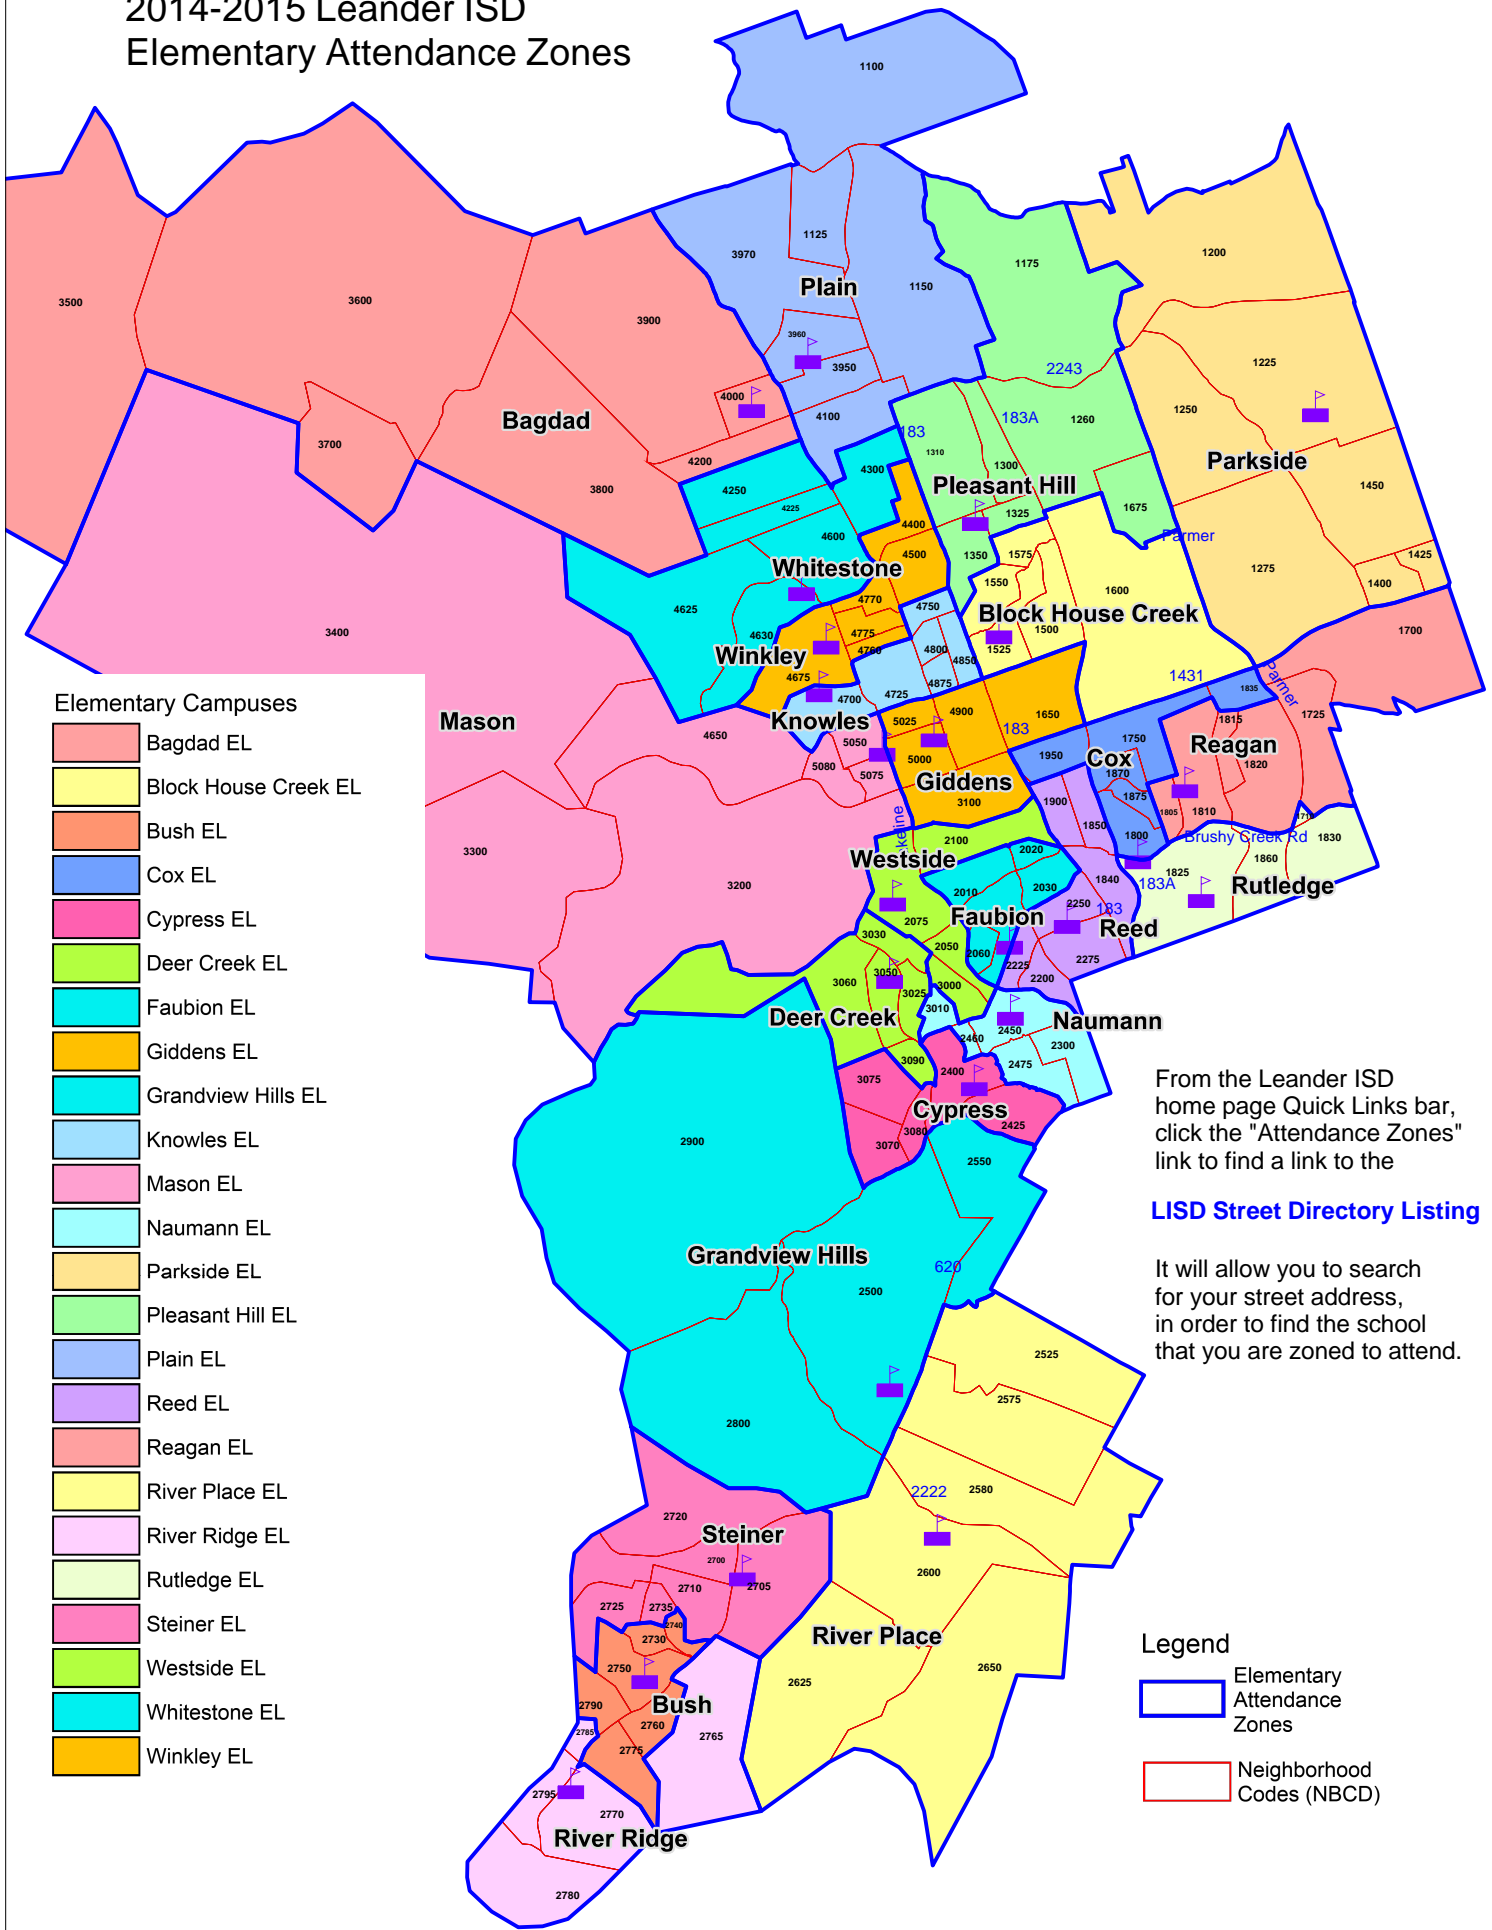 2014-2015 Leander ISD
Elementary Attendance Zones
1100
1200
1125
3970
1175
1150
Plain
3500
3600
3900
3960
3950
2243
1225
4000
4100
183
183A
1260
1250
Bagdad
3700
1310
Parkside
4200
4300
1300
Pleasant Hill
1450
3800
4250
4225
1325
1675
4400
4600
Parmer
4500
1350
1575
1425
1275
Whitestone
1550
1400
1600
4770
4625
4750
Block House Creek
3400
4630
4775
1500
1700
4760
4800
1525
Winkley
4850
4675
4875
1431
Parmer
1835
4700
4725
Elementary Campuses
Mason
Knowles
4900
1650
1725
5025
183
1815
4650
5050
1750
Reagan
Bagdad EL
5000
1950
Cox
5080
5075
1870
1820
Giddens
Block House Creek EL
1875
3100
1900
1805
1810
1710
Bush EL
1850
1800
Brushy Creek Rd
1830
2100
3300
2020
Westside
1860
Cox EL
1840
1825
183A
3200
2010
2030
Rutledge
2250
183
Cypress EL
2075
Faubion
Reed
3030
2050
2060
Deer Creek EL
2225
2275
3050
2200
3060
3025
3000
Faubion EL
3010
Deer Creek
Naumann
2450
2460
2300
Giddens EL
3090
2475
2400
3075
From the Leander ISD
home page Quick Links bar,
click the "Attendance Zones"
link to find a link to the
Grandview Hills EL
Cypress
2425
3080
2900
3070
Knowles EL
2550
Mason EL
LISD Street Directory Listing
Naumann EL
Grandview Hills
620
It will allow you to search
for your street address,
in order to find the school
that you are zoned to attend.
Parkside EL
2500
Pleasant Hill EL
2525
Plain EL
2575
Reed EL
2800
Reagan EL
2222
2580
River Place EL
2720
Steiner
River Ridge EL
2700
2600
Rutledge EL
2710
2705
2725
2735
2740
Steiner EL
2730
River Place
Legend
Westside EL
2750
2650
2625
Elementary
Attendance
Zones
Whitestone EL
2790
Bush
2760
2785
2765
2775
Winkley EL
Neighborhood
Codes (NBCD)
2795
2770
River Ridge
2780